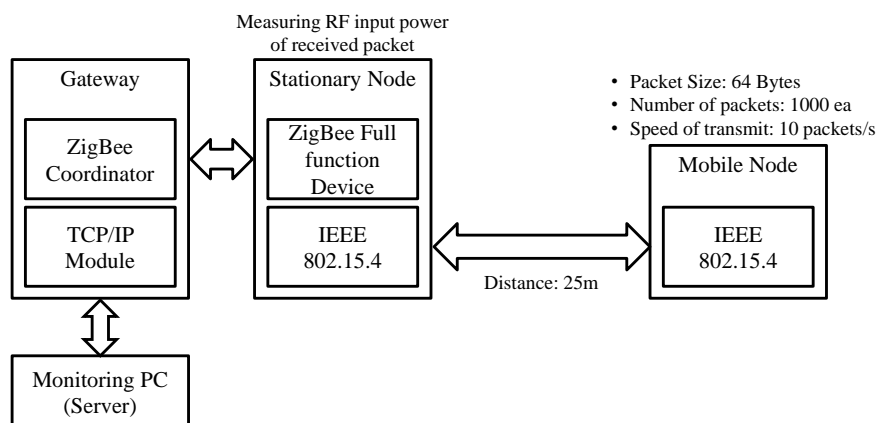 Measuring RF input power
of received packet
Gateway
ZigBee
Coordinator
TCP/IP
Module
Monitoring PC
(Server)
Stationary Node
ZigBee Full
function
Device
IEEE
802.15.4
Distance: 25m
• Packet Size: 64 Bytes
• Number of packets: 1000 ea
• Speed of transmit: 10 packets/s
Mobile Node
IEEE
802.15.4